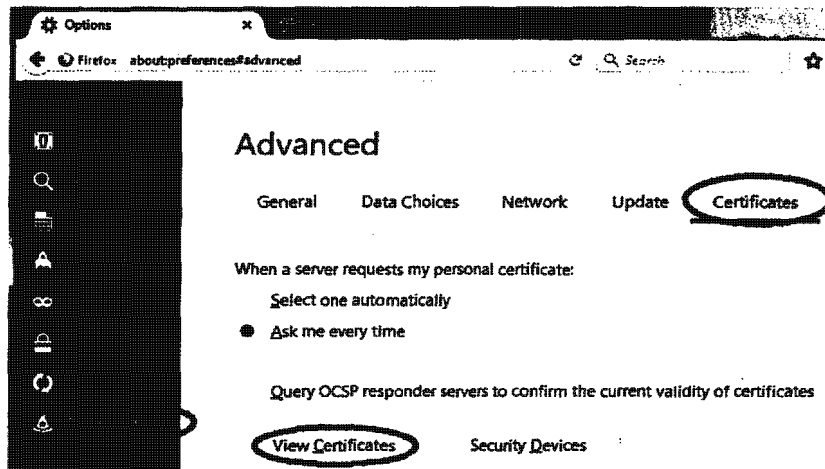 Options ×
Firefox about:preferences#advanced Search
Advanced
General Data Choices Network Update Certificates
When a server requests my personal certificate:
Select one automatically
Ask me every time
Query OCSP responder servers to confirm the current validity of certificates
View Certificates Security Devices